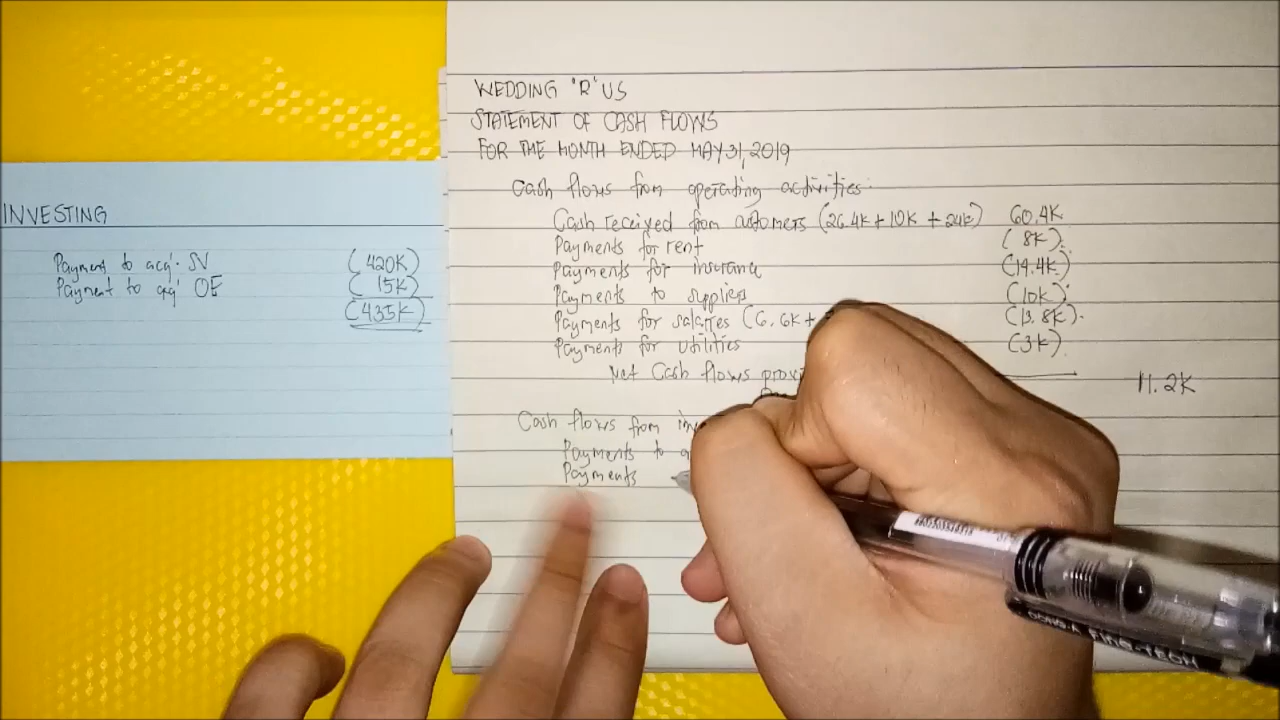 INVESTING
Payment to acq. SV (420K)
Payment to acq. OE (15K)
(435K)
WEDDING "R" US
STATEMENT OF CASH FLOWS
FOR THE MONTH ENDED MAY 31, 2019
Cash flows from operating activities:
Cash received from customers (26.4K + 10K + 24K) 60.4K
Payments for rent (8K)
Payments for insurance (14.4K)
Payments to suppliers (10K)
Payments for salaries (6.6K + (13.8K)
Payments for utilities (3K)
Net Cash flows 11.2K
Cash flows from
Payments to
Payments
FINE-TECH